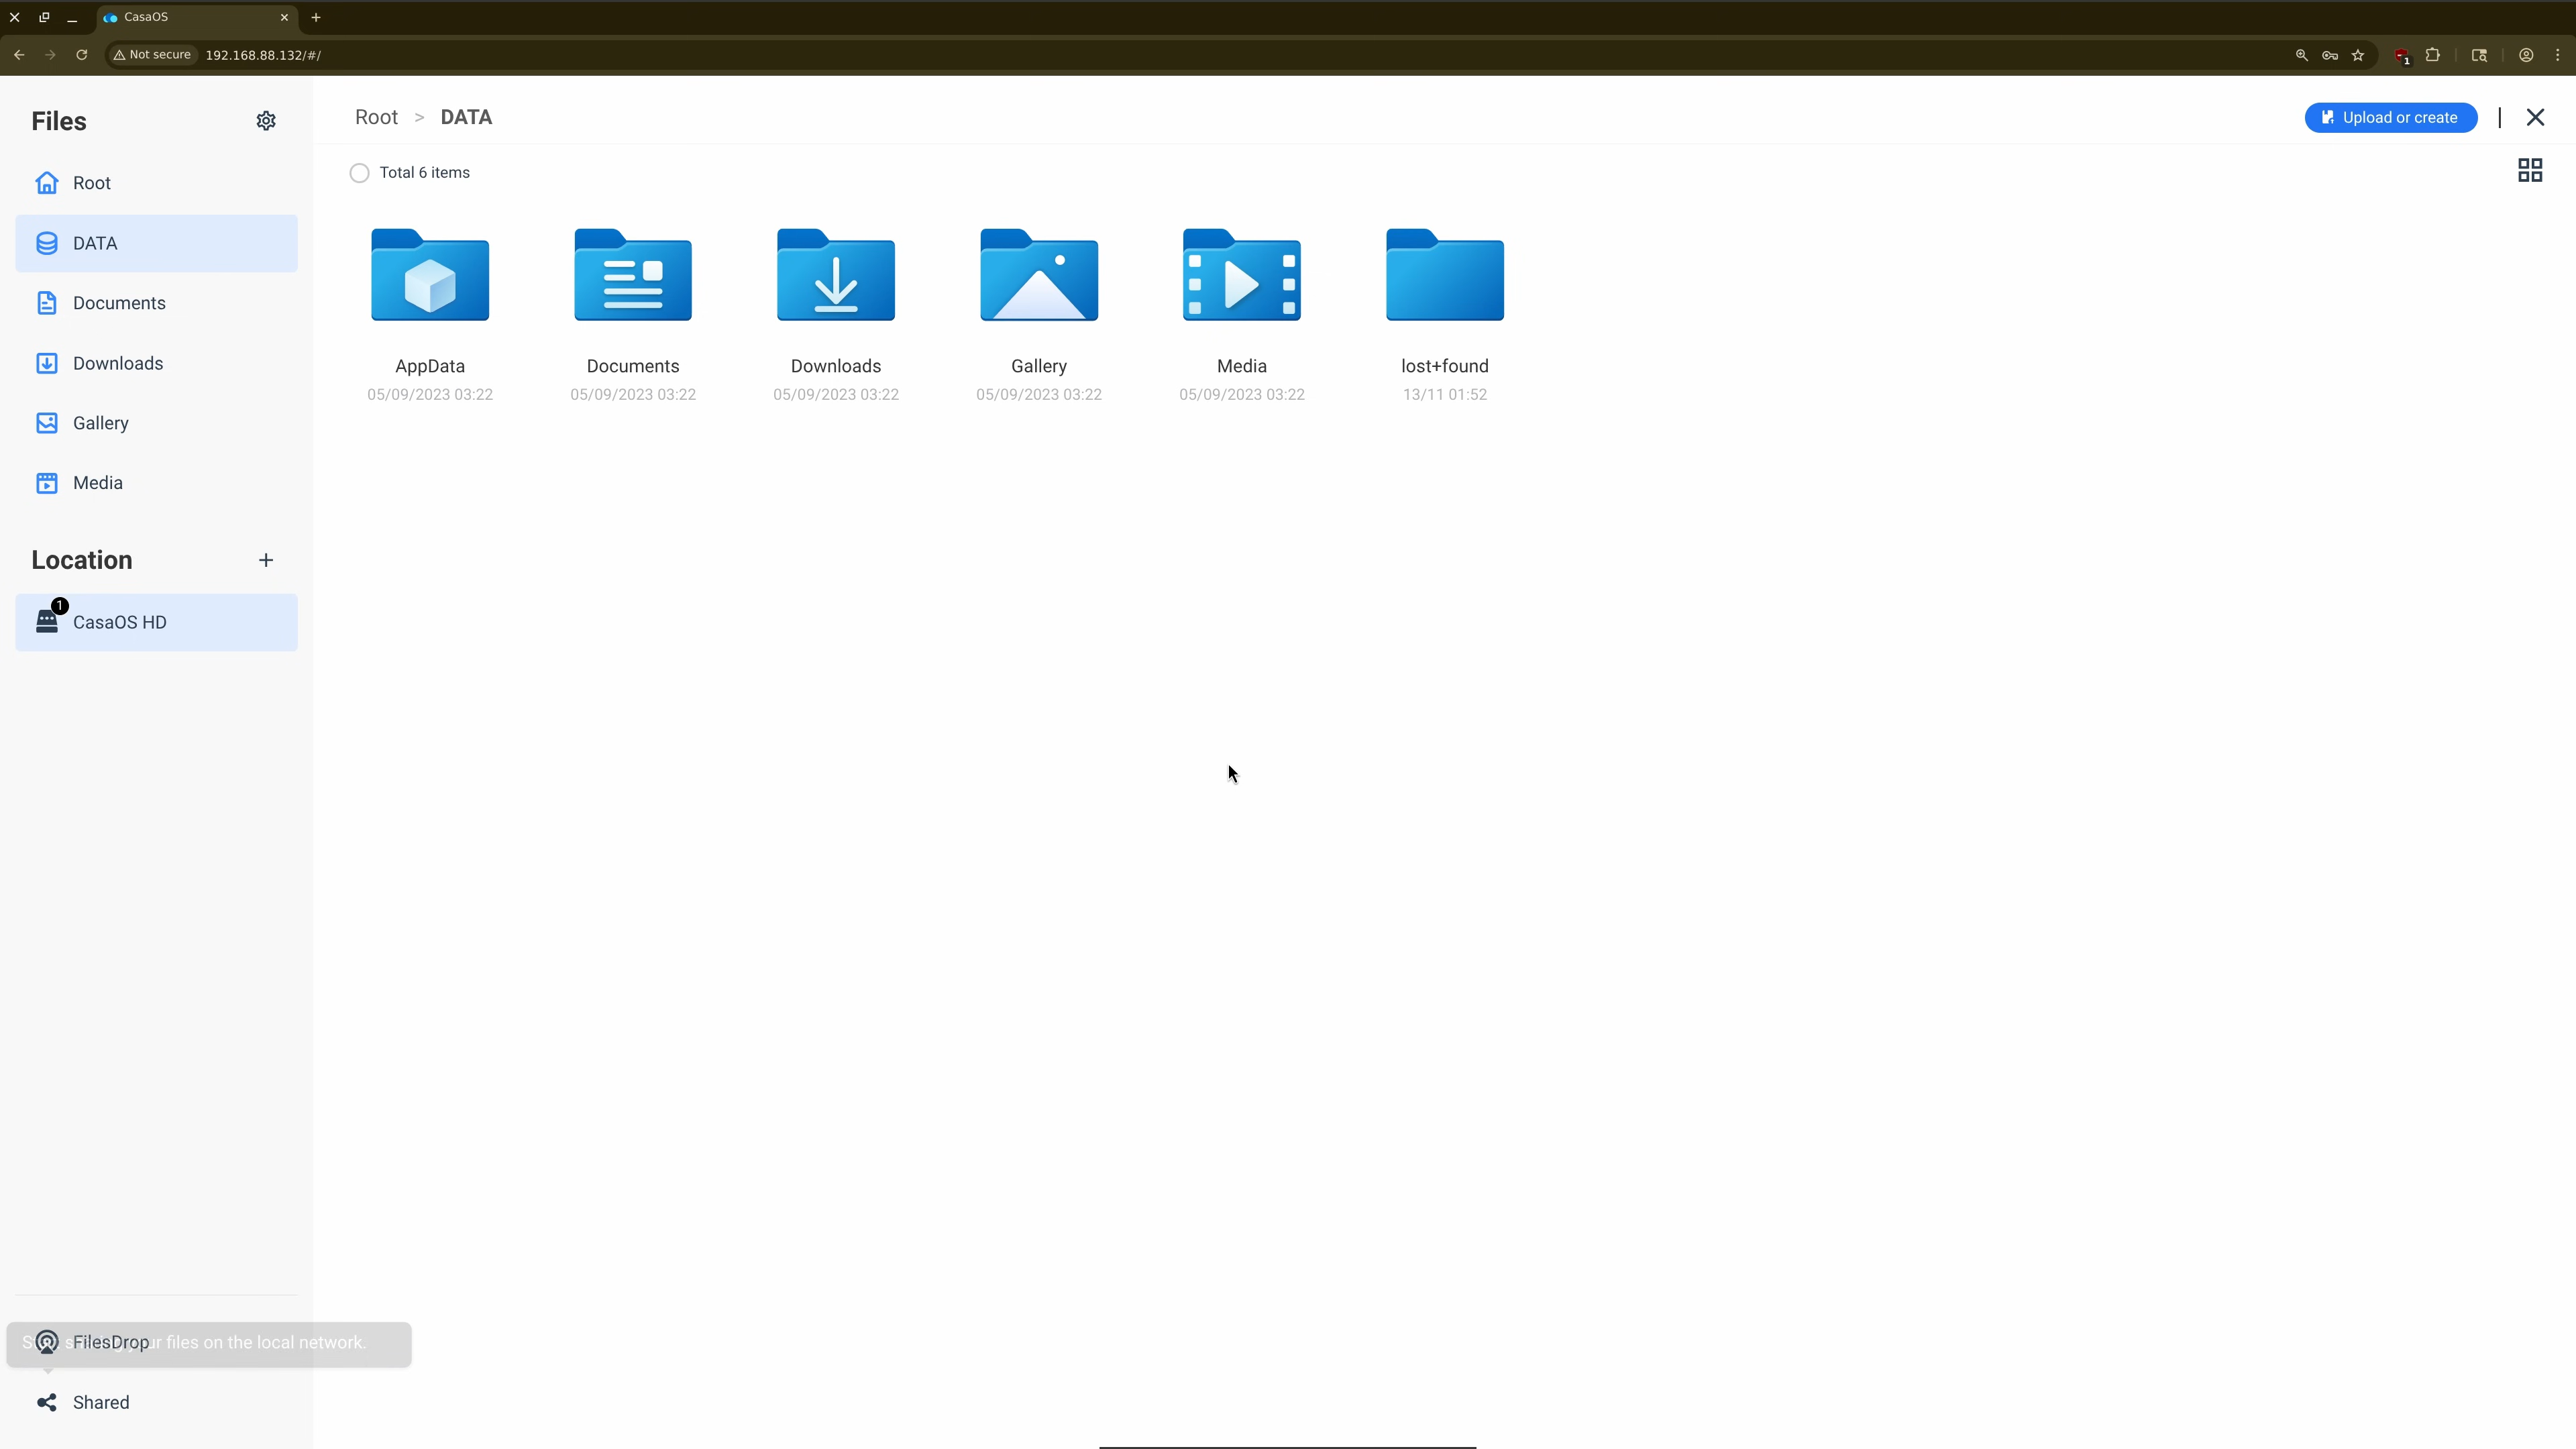 CasaOS
Not secure
192.168.88.132/#/
1
Files
Root
DATA
Documents
Downloads
Gallery
Media
Location
+
1
CasaOS HD
FilesDrop
files on the local network.
Shared
Root > DATA
Upload or create
Total 6 items
AppData
05/09/2023 03:22
Documents
05/09/2023 03:22
Downloads
05/09/2023 03:22
Gallery
05/09/2023 03:22
Media
05/09/2023 03:22
lost+found
13/11 01:52